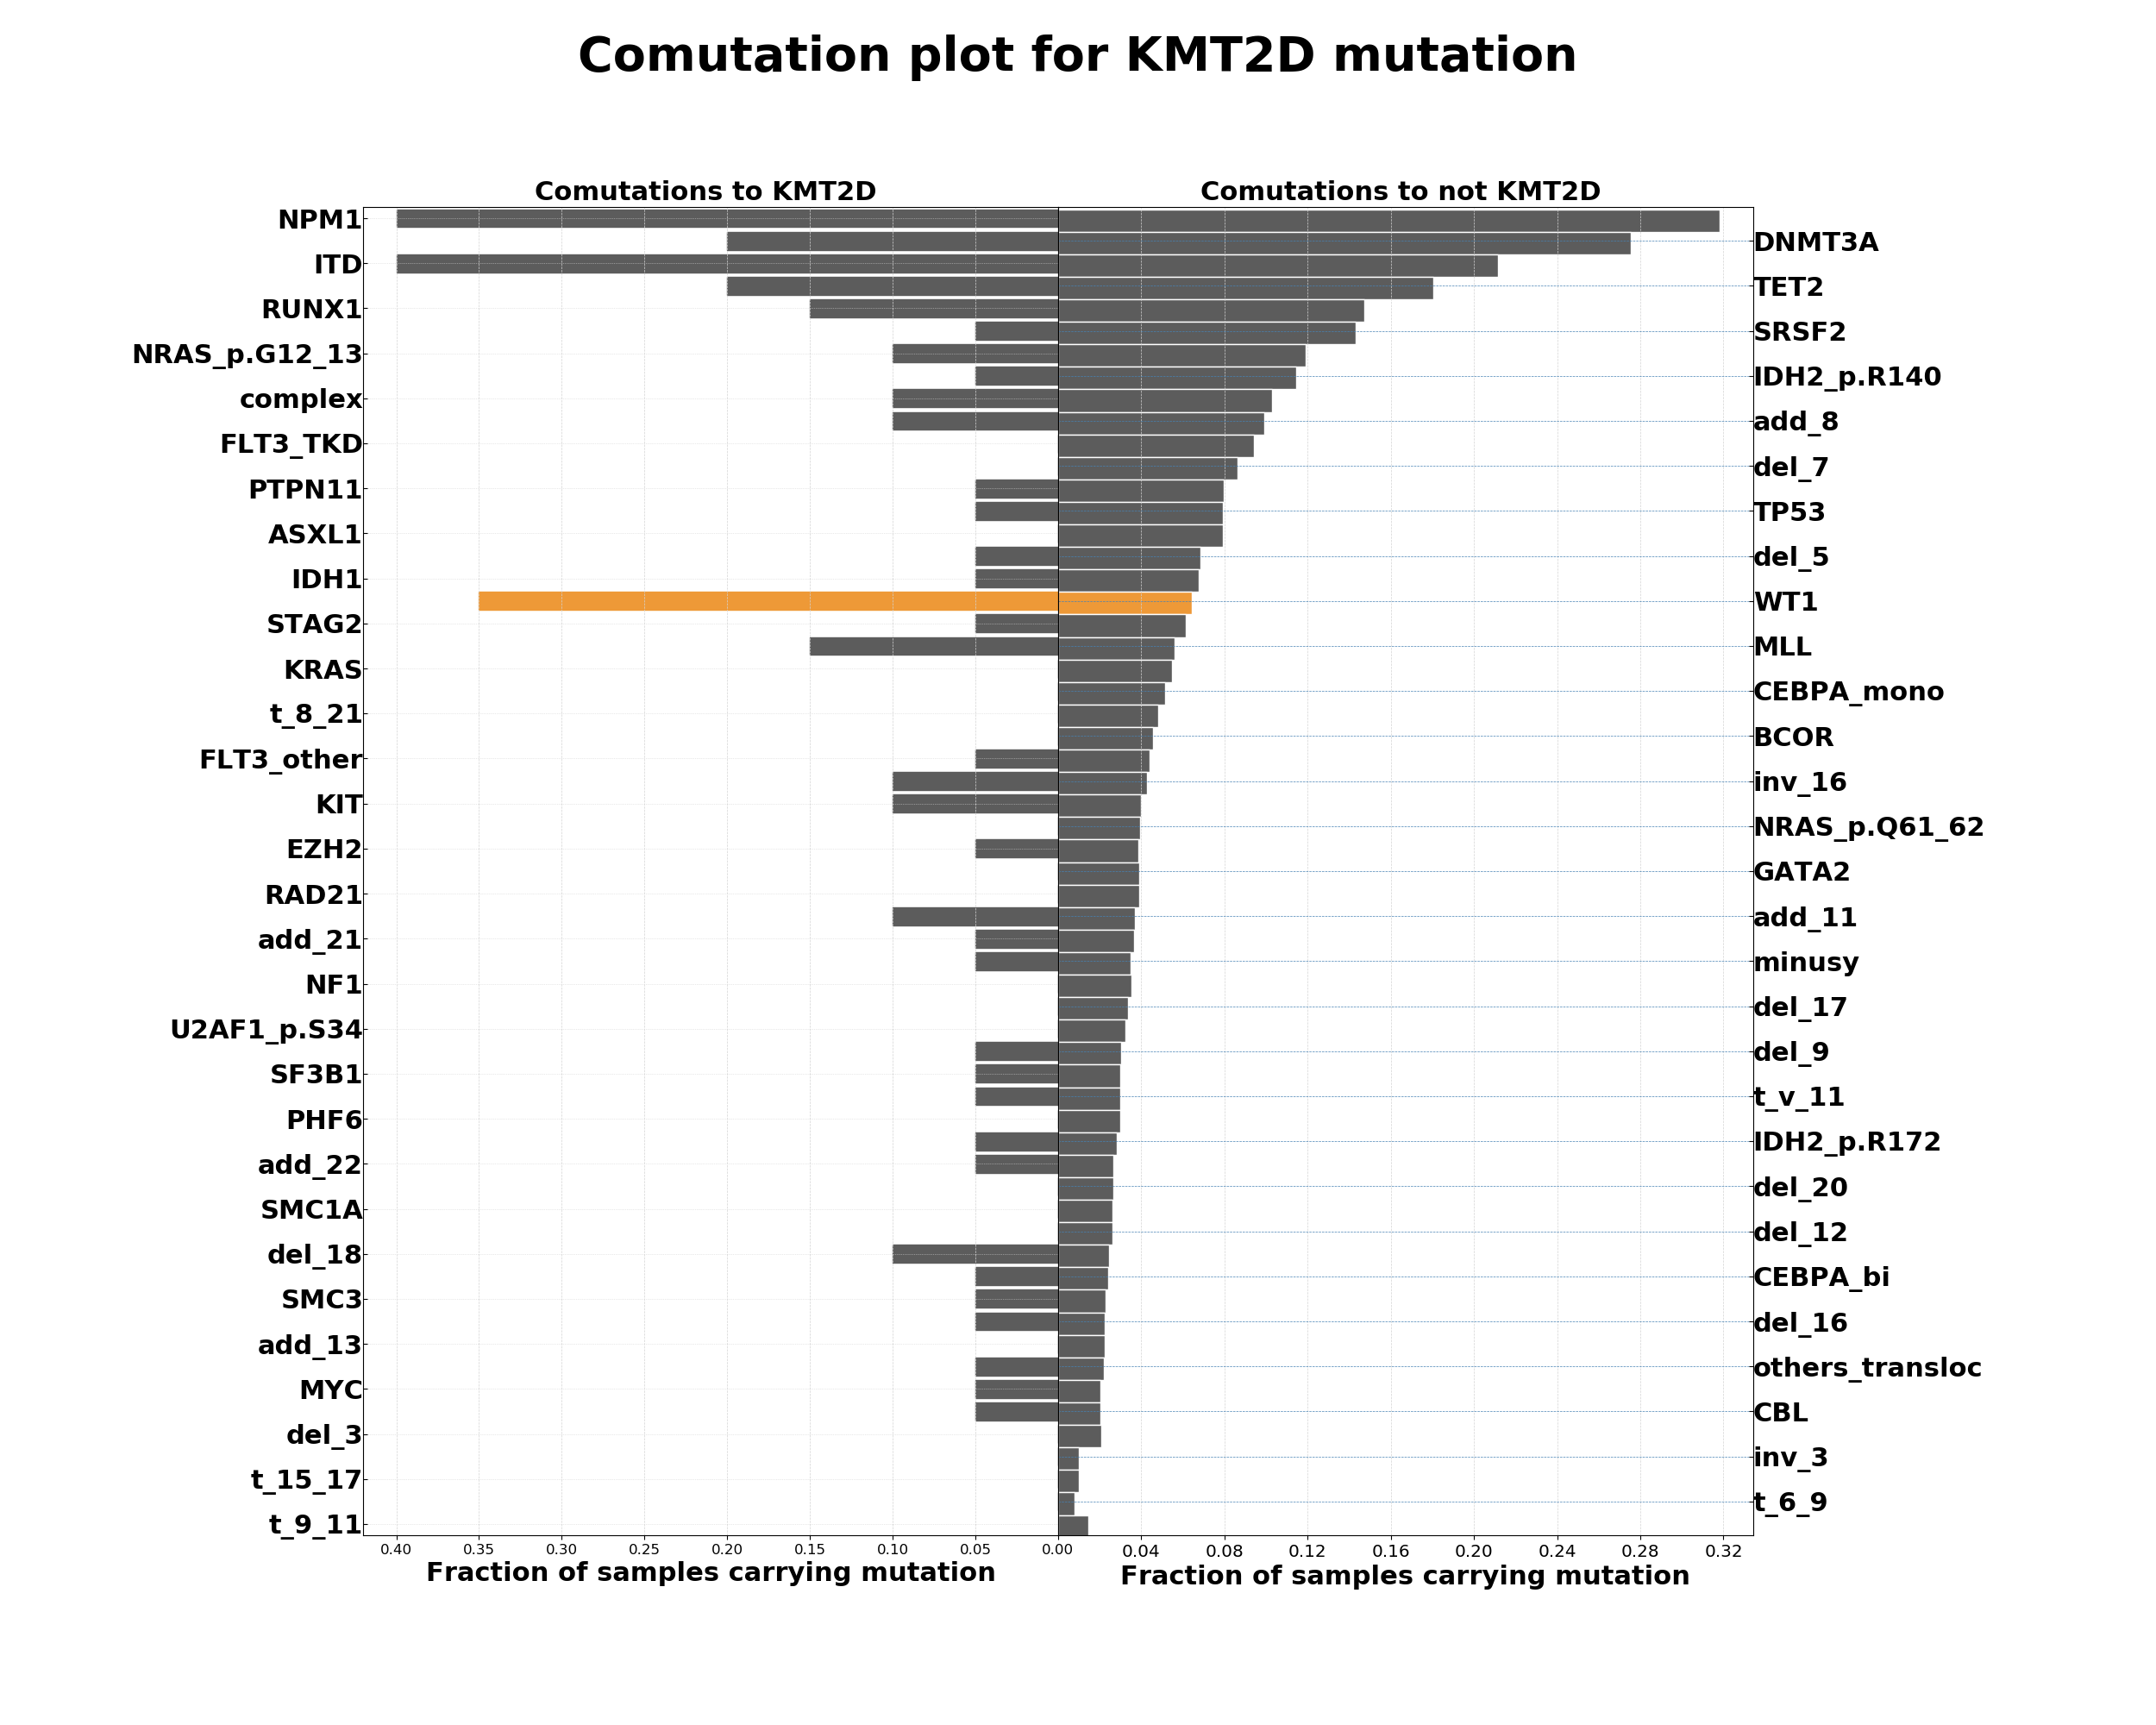 Comutation plot for KMT2D mutation
Comutations to KMT2D
Comutations to not KMT2D
NPM1
DNMT3A
ITD
TET2
RUNX1
SRSF2
NRAS_p.G12_13
IDH2_p.R140
complex
add_8
FLT3_TKD
del_7
PTPN11
TP53
ASXL1
del_5
IDH1
WT1
STAG2
MLL
KRAS
CEBPA_mono
t_8_21
BCOR
FLT3_other
inv_16
KIT
NRAS_p.Q61_62
EZH2
GATA2
RAD21
add_11
add_21
minusy
NF1
del_17
U2AF1_p.S34
del_9
SF3B1
t_v_11
PHF6
IDH2_p.R172
add_22
del_20
SMC1A
del_12
del_18
CEBPA_bi
SMC3
del_16
add_13
others_transloc
MYC
CBL
del_3
inv_3
t_15_17
t_6_9
t_9_11
0.40 0.35 0.30 0.25 0.20 0.15 0.10 0.05 0.00 0.04 0.08 0.12 0.16 0.20 0.24 0.28 0.32
Fraction of samples carrying mutation
Fraction of samples carrying mutation